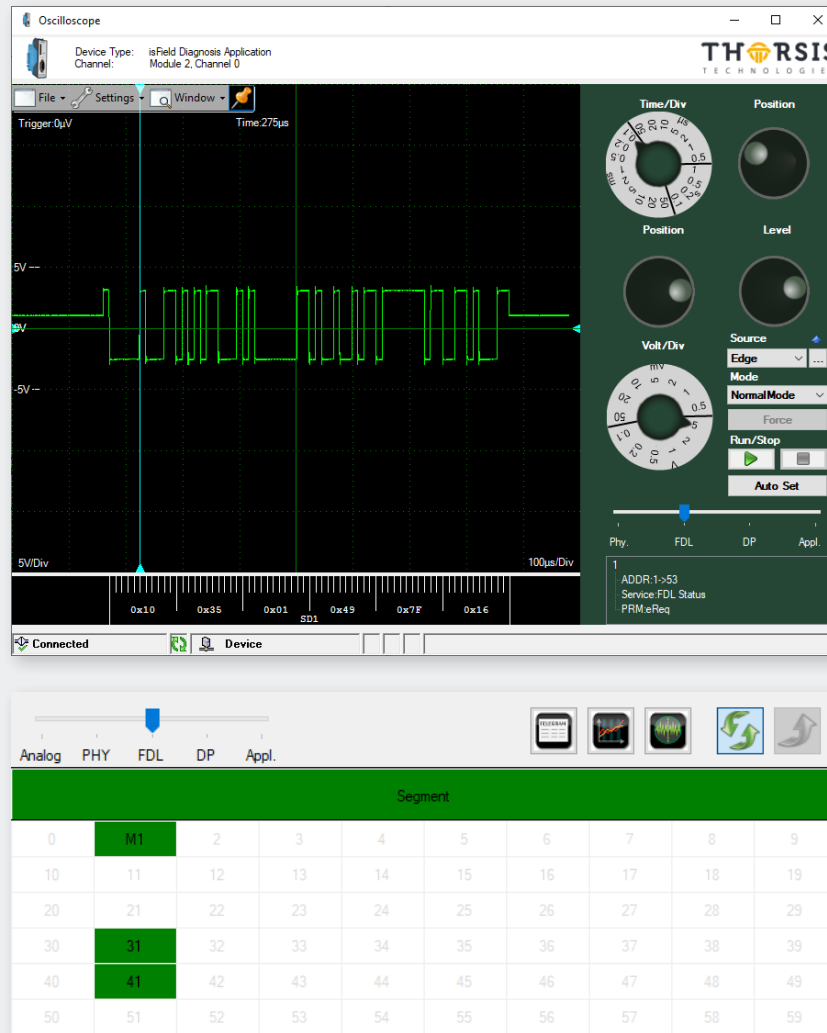 Oscilloscope
Device Type: isField Diagnosis Application
Channel: Module 2, Channel 0
THORSIS
TECHNOLOGIE
File Settings Window
Trigger:0µV Time:275µs
5V
0V
-5V
5V/Div 100µs/Div
0x10 0x35 0x01 0x49 0x7F 0x16
SD1
Time/Div Position
µs
ms
Position Level
Volt/Div
mV
V
Source
Edge ...
Mode
NormalMode
Force
Run/Stop
Auto Set
Phy. FDL DP Appl.
1
ADDR:1->53
Service:FDL Status
PRM:eReq
Connected Device
Analog PHY FDL DP Appl.
TELEGRAM
Segment
0 M1 2 3 4 5 6 7 8 9
10 11 12 13 14 15 16 17 18 19
20 21 22 23 24 25 26 27 28 29
30 31 32 33 34 35 36 37 38 39
40 41 42 43 44 45 46 47 48 49
50 51 52 53 54 55 56 57 58 59